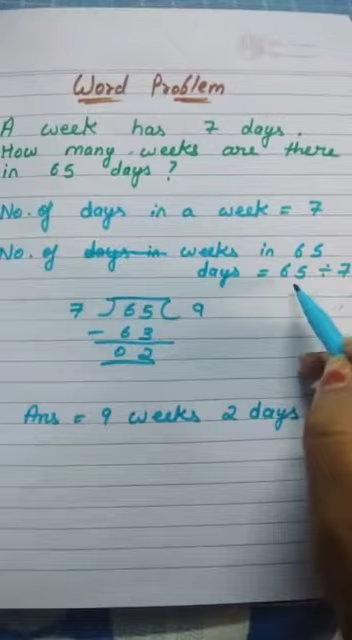 Word Problem
A week has 7 days.
How many weeks are there
in 65 days?
No. of days in a week = 7
No. of days in weeks in 65
days = 65 ÷ 7
7 65 9
- 63
02
Ans = 9 weeks 2 days